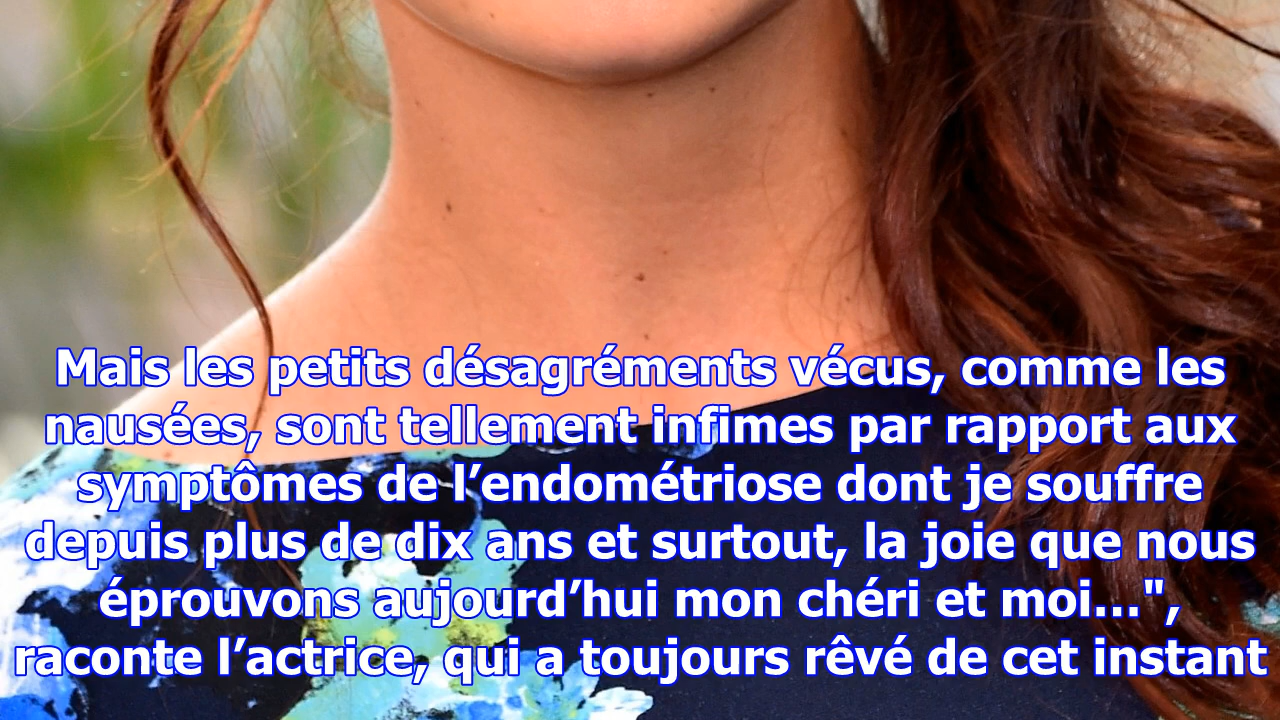 Mais les petits désagréments vécus, comme les
nausées, sont tellement infimes par rapport aux
symptômes de l’endométriose dont je souffre
depuis plus de dix ans et surtout, la joie que nous
éprouvons aujourd’hui mon chéri et moi...",
raconte l’actrice, qui a toujours rêvé de cet instant